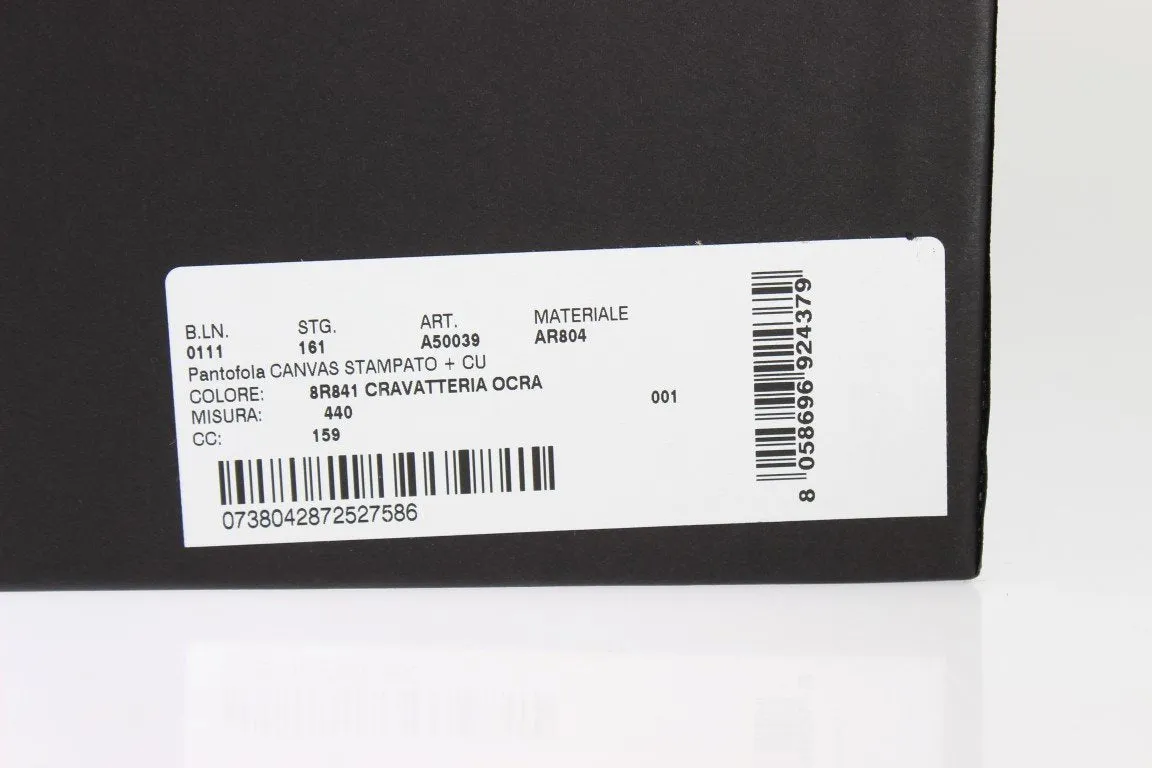 B.LN. STG. ART. MATERIALE
0111 161 A50039 AR804
Pantofola CANVAS STAMPATO + CU
COLORE: 8R841 CRAVATTERIA OCRA
MISURA: 440 001
CC: 159
0738042872527586
8 058696 924379